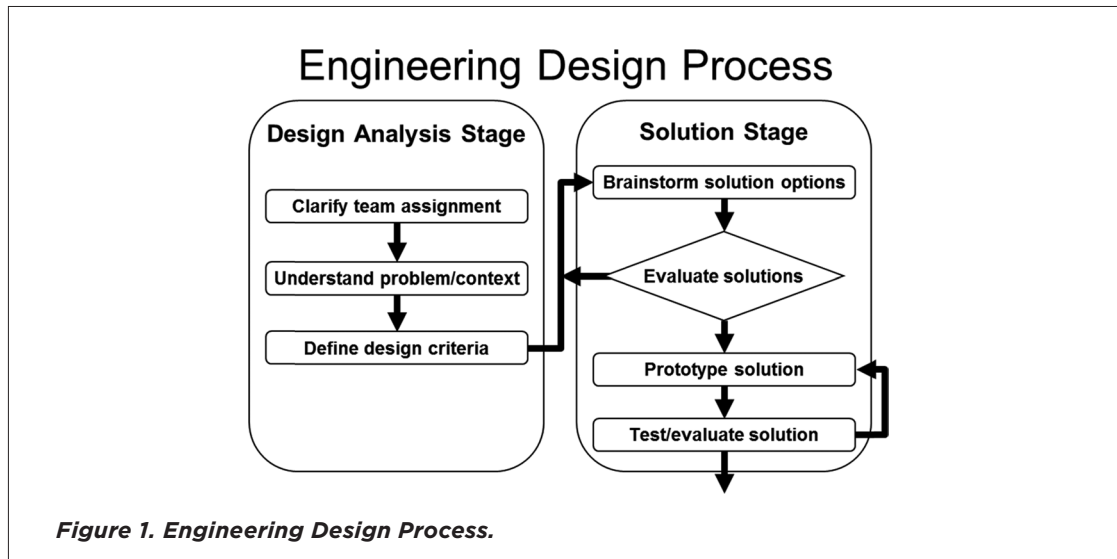 Engineering Design Process
Design Analysis Stage
Clarify team assignment
Understand problem/context
Define design criteria
Solution Stage
Brainstorm solution options
Evaluate solutions
Prototype solution
Test/evaluate solution
Figure 1. Engineering Design Process.